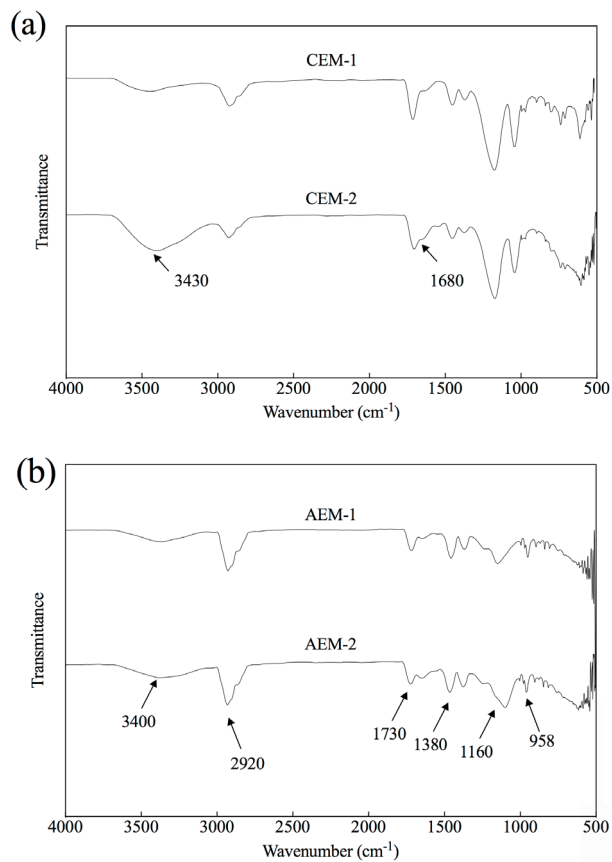 (a)
CEM-1
CEM-2
Transmittance
3430
1680
4000 3500 3000 2500 2000 1500 1000 500
Wavenumber (cm-1)
(b)
AEM-1
AEM-2
Transmittance
3400
2920
1730
1380
1160
958
4000 3500 3000 2500 2000 1500 1000 500
Wavenumber (cm-1)